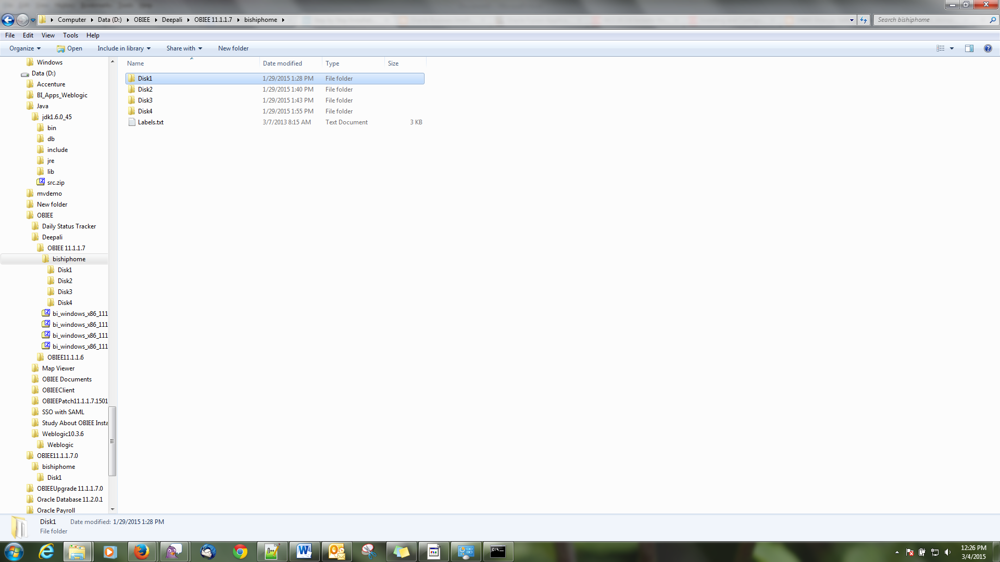 Computer Data (D:) OBIEE Deepali OBIEE 11.1.1.7 bishiphome
Search bishiphome
File Edit View Tools Help
Organize Open Include in library Share with New folder
Windows
Data (D:)
Accenture
BI_Apps_Weblogic
Java
jdk1.6.0_45
bin
db
include
jre
lib
src.zip
mvdemo
New folder
OBIEE
Daily Status Tracker
Deepali
OBIEE 11.1.1.7
bishiphome
Disk1
Disk2
Disk3
Disk4
bi_windows_x86_111
bi_windows_x86_111
bi_windows_x86_111
bi_windows_x86_111
OBIEE11.1.1.6
Map Viewer
OBIEE Documents
OBIEEClient
OBIEEPatch11.1.1.7.1501
SSO with SAML
Study About OBIEE Insta
Weblogic10.3.6
Weblogic
OBIEE11.1.1.7.0
bishiphome
Disk1
OBIEEUpgrade 11.1.1.7.0
Oracle Database 11.2.0.1
Oracle Payroll
Name Date modified Type Size
Disk1 1/29/2015 1:28 PM File folder
Disk2 1/29/2015 1:40 PM File folder
Disk3 1/29/2015 1:43 PM File folder
Disk4 1/29/2015 1:55 PM File folder
Labels.txt 3/7/2013 8:15 AM Text Document 3 KB
Disk1 Date modified: 1/29/2015 1:28 PM
File folder
12:26 PM
3/4/2015